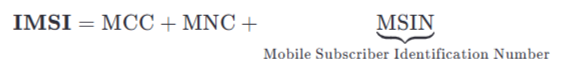 IMSI = MCC + MNC + MSIN
Mobile Subscriber Identification Number